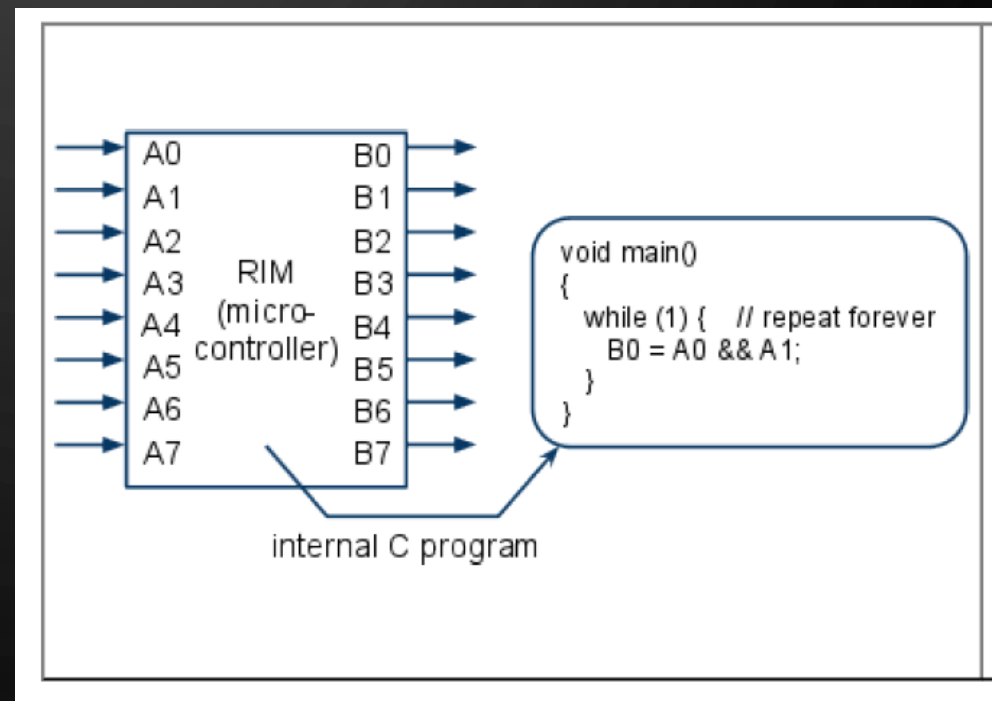 A0
A1
A2
A3
A4
A5
A6
A7
RIM
(micro-
controller)
B0
B1
B2
B3
B4
B5
B6
B7
internal C program
void main()
{
while (1) { // repeat forever
B0 = A0 && A1;
}
}